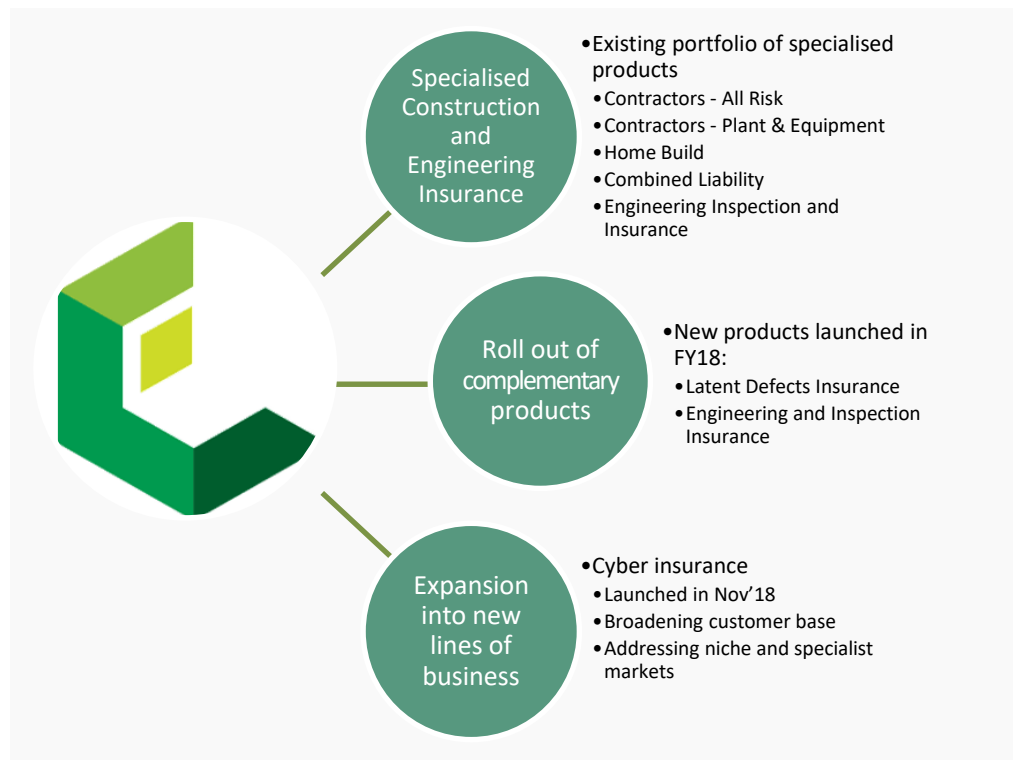 Specialised
Construction
and
Engineering
Insurance
•Existing portfolio of specialised
products
•Contractors - All Risk
•Contractors - Plant & Equipment
•Home Build
•Combined Liability
•Engineering Inspection and
Insurance
Roll out of
complementary
products
•New products launched in
FY18:
•Latent Defects Insurance
•Engineering and Inspection
Insurance
Expansion
into new
lines of
business
•Cyber insurance
•Launched in Nov’18
•Broadening customer base
•Addressing niche and specialist
markets